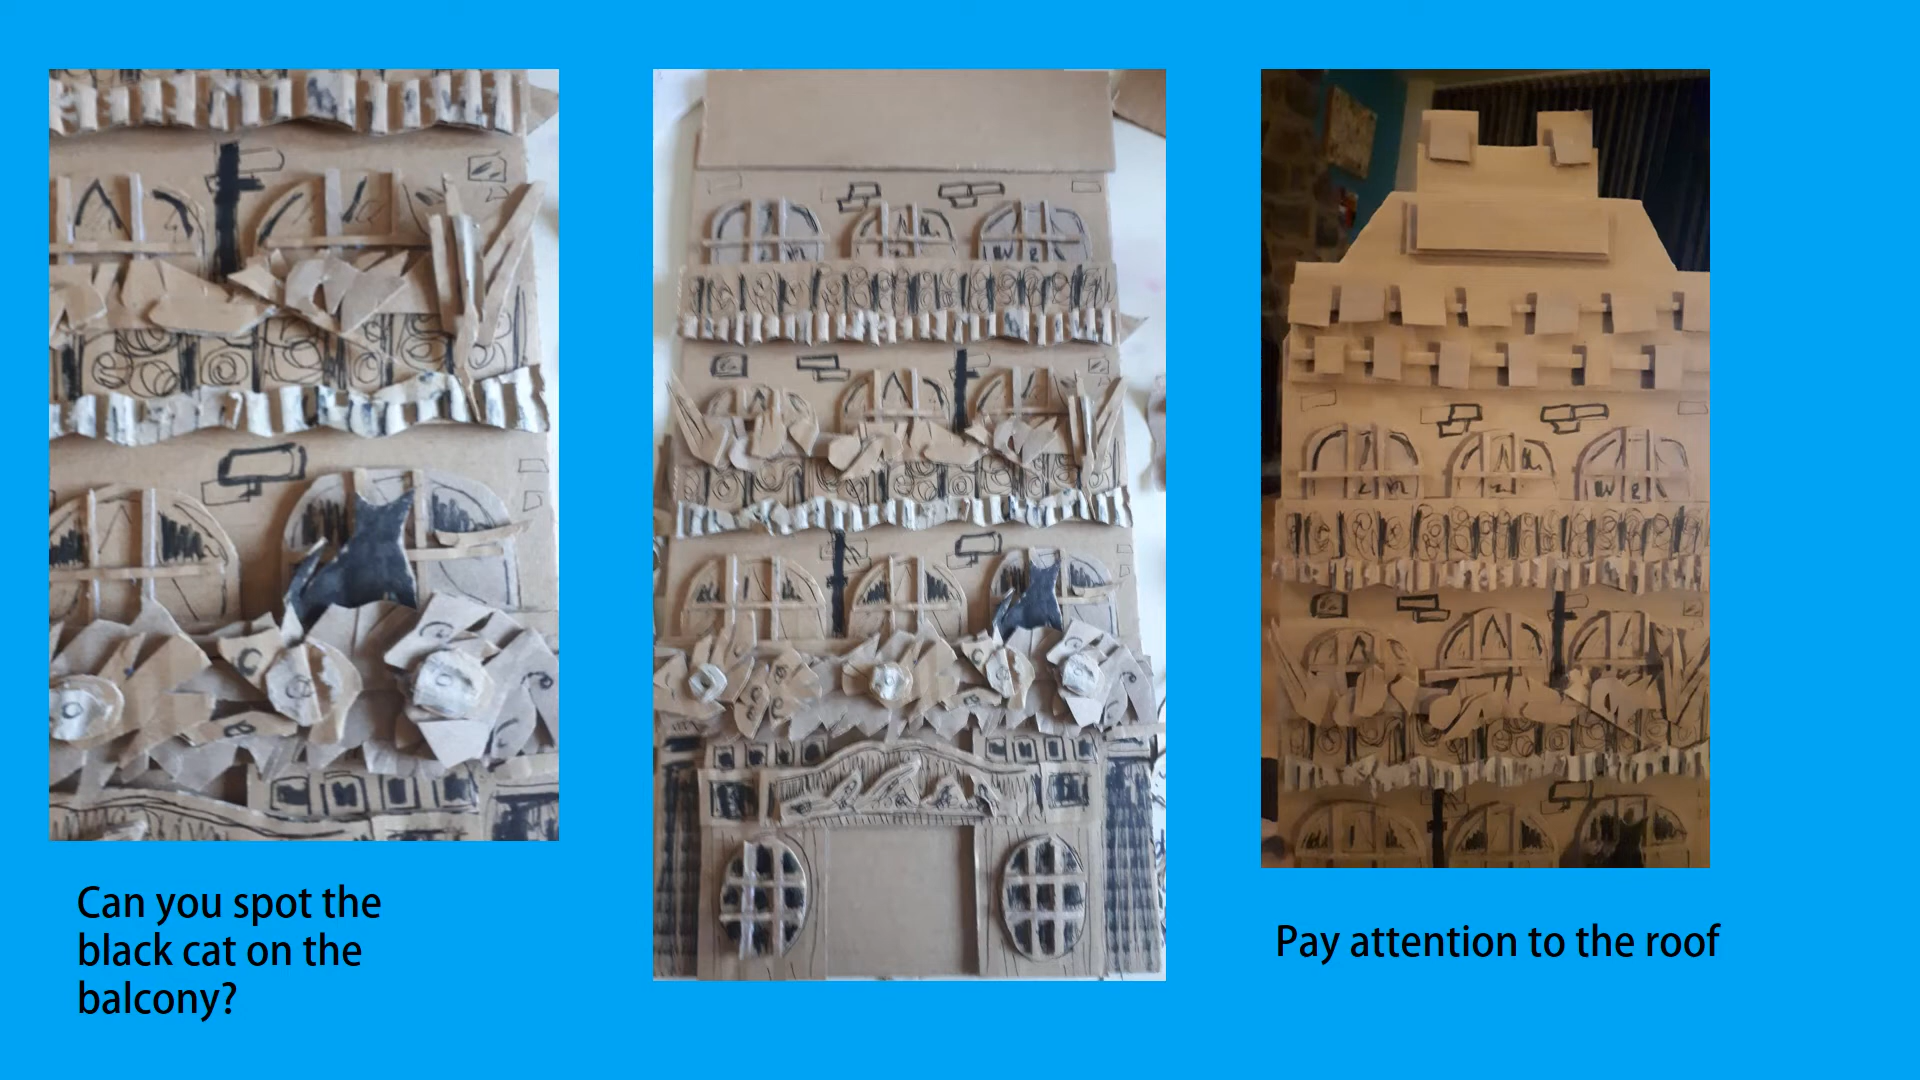 Can you spot the
black cat on the
balcony?
Pay attention to the roof